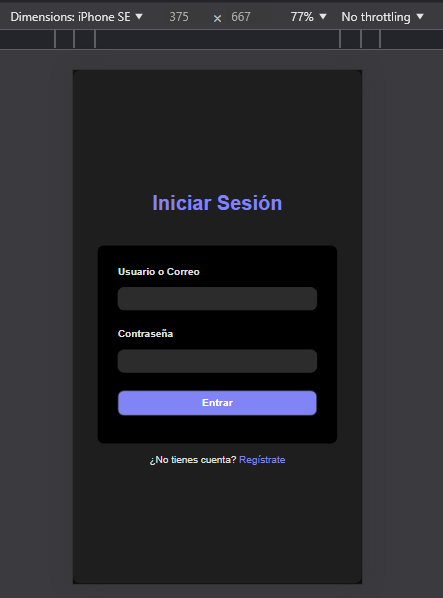 Dimensions: iPhone SE ▼ 375 × 667 77% ▼ No throttling ▼
Iniciar Sesión
Usuario o Correo
Contraseña
Entrar
¿No tienes cuenta? Regístrate